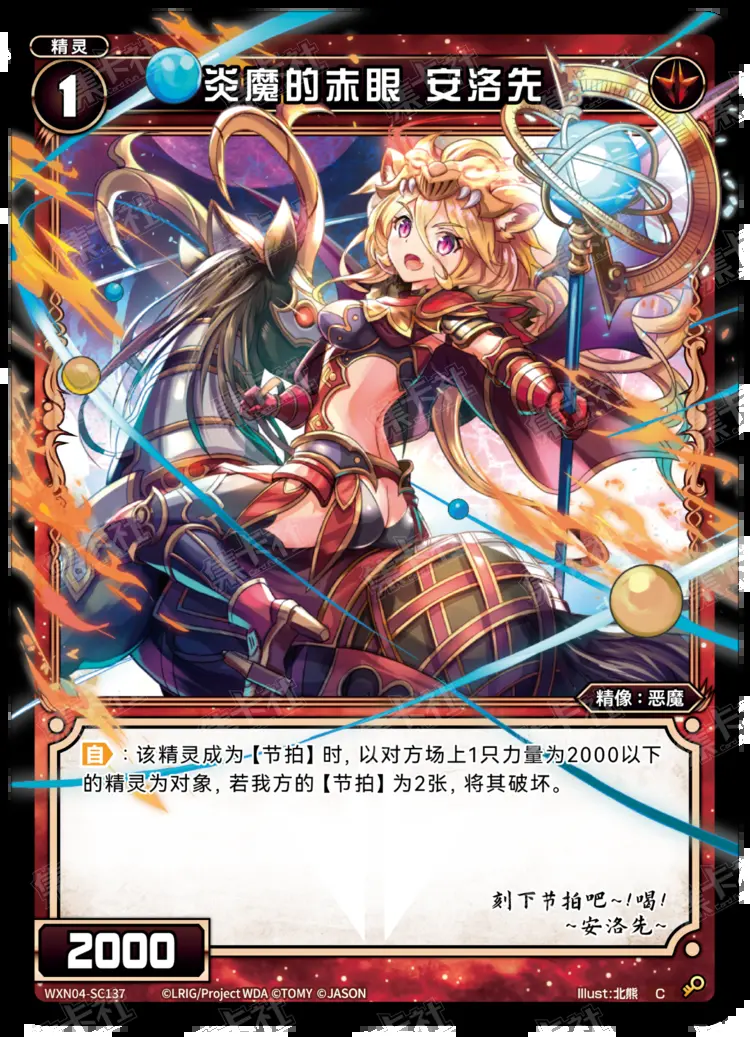 精灵
1
炎魔的赤眼 安洛先
精像:恶魔
自:该精灵成为【节拍】时, 以对方场上1只力量为2000以下
的精灵为对象, 若我方的【节拍】为2张, 将其破坏。
刻下节拍吧~!喝!
~安洛先~
2000
WXN04-SC137 ©LRIG/Project WDA ©TOMY ©JASON Illust:北熊 C
集卡社